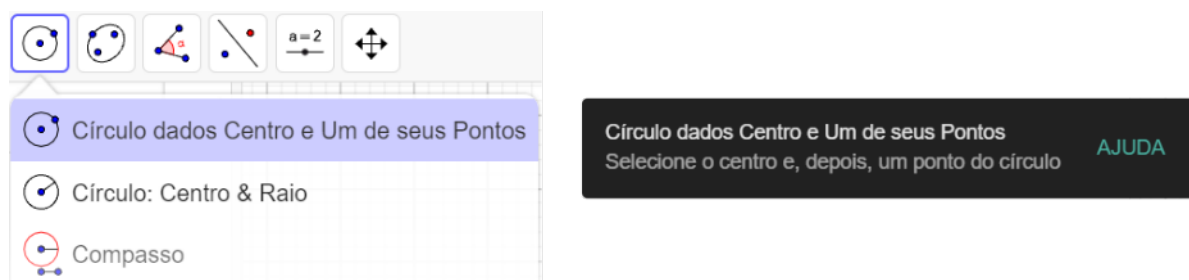 α
a=2
Círculo dados Centro e Um de seus Pontos
Círculo: Centro & Raio
Compasso
Círculo dados Centro e Um de seus Pontos
Selecione o centro e, depois, um ponto do círculo
AJUDA